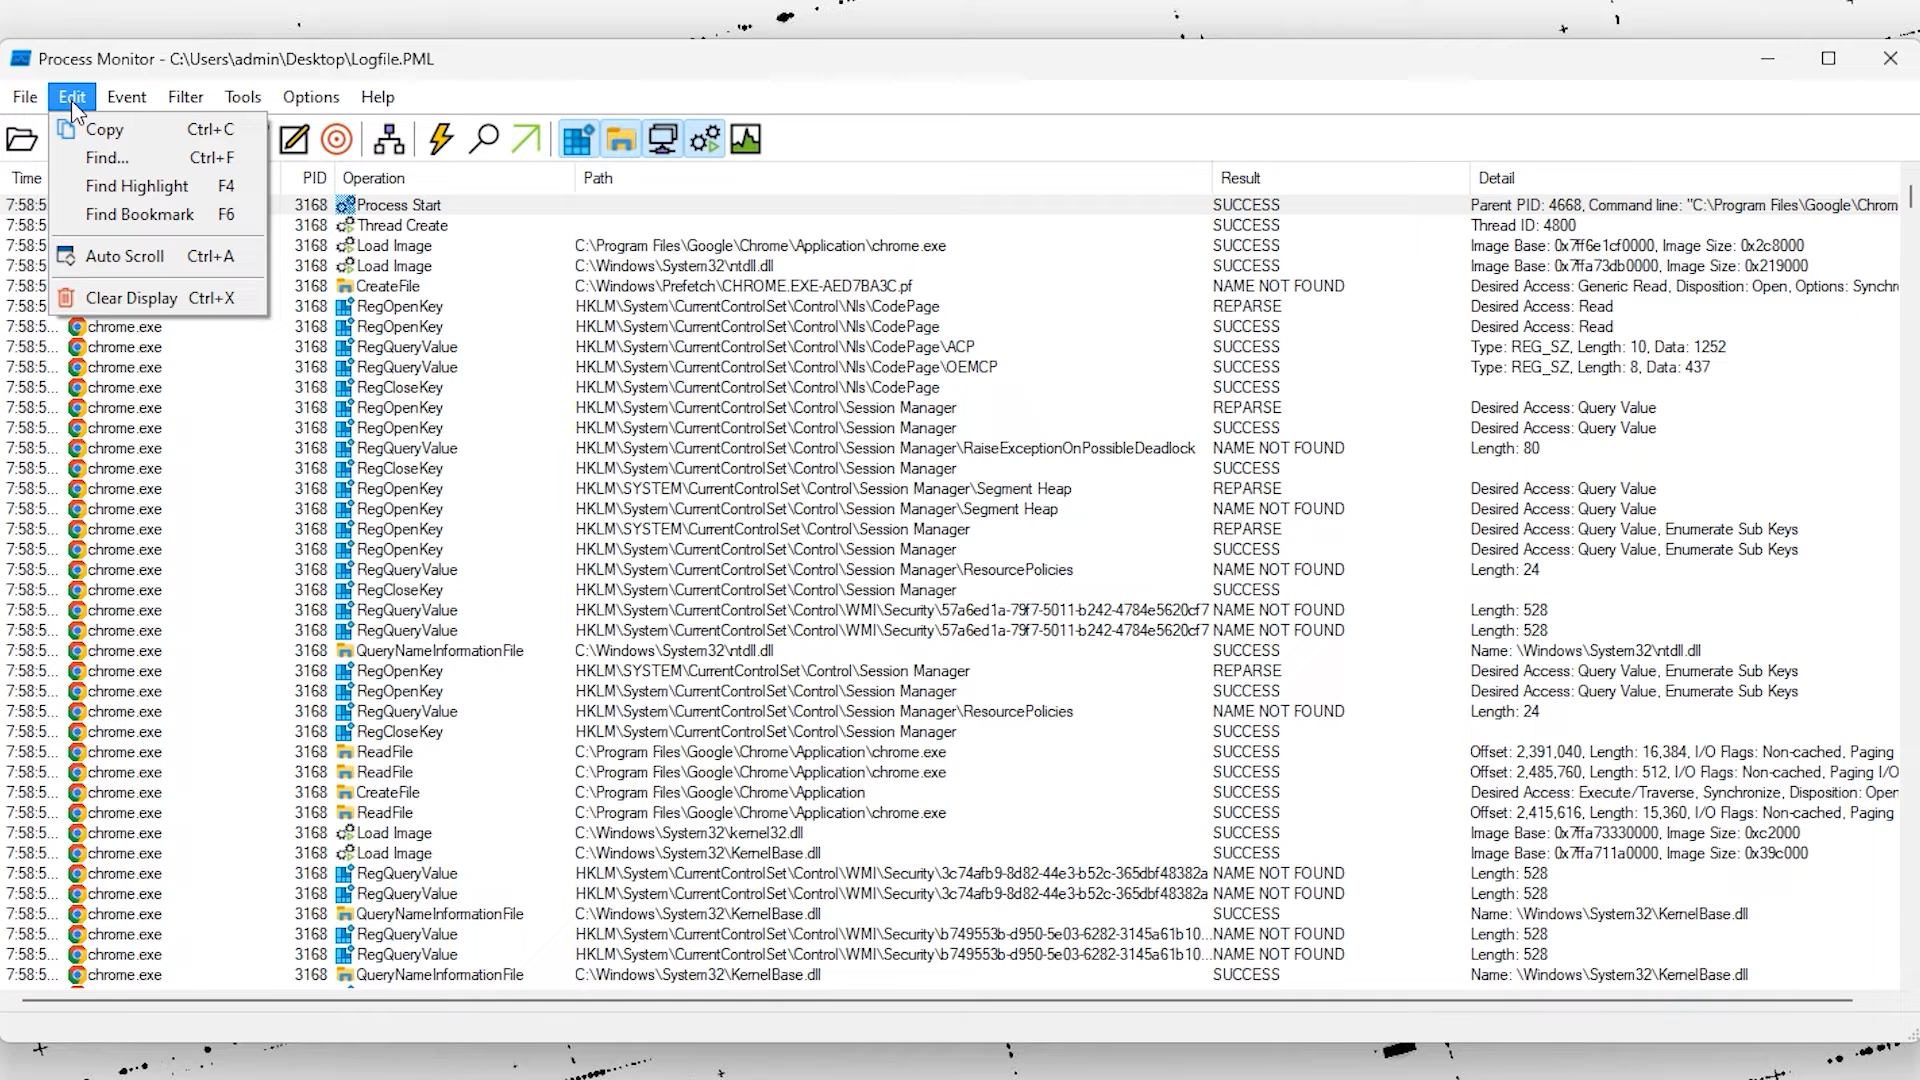 Process Monitor - C:\Users\admin\Desktop\Logfile.PML
File Edit Event Filter Tools Options Help
Copy Ctrl+C
Find... Ctrl+F
Find Highlight F4
Find Bookmark F6
Auto Scroll Ctrl+A
Clear Display Ctrl+X
Time PID Operation Path Result Detail
7:58:5 3168 Process Start SUCCESS Parent PID: 4668, Command line: "C:\Program Files\Google\Chrom
7:58:5 3168 Thread Create SUCCESS Thread ID: 4800
7:58:5 3168 Load Image C:\Program Files\Google\Chrome\Application\chrome.exe SUCCESS Image Base: 0x7ff6e1cf0000, Image Size: 0x2c8000
7:58:5 3168 Load Image C:\Windows\System32\ntdll.dll SUCCESS Image Base: 0x7ffa73db0000, Image Size: 0x219000
7:58:5 3168 CreateFile C:\Windows\Prefetch\CHROME.EXE-AED7BA3C.pf NAME NOT FOUND Desired Access: Generic Read, Disposition: Open, Options: Synchr
7:58:5 3168 RegOpenKey HKLM\System\CurrentControlSet\Control\Nls\CodePage REPARSE Desired Access: Read
7:58:5... chrome.exe 3168 RegOpenKey HKLM\System\CurrentControlSet\Control\Nls\CodePage SUCCESS Desired Access: Read
7:58:5... chrome.exe 3168 RegQueryValue HKLM\System\CurrentControlSet\Control\Nls\CodePage\ACP SUCCESS Type: REG_SZ, Length: 10, Data: 1252
7:58:5... chrome.exe 3168 RegQueryValue HKLM\System\CurrentControlSet\Control\Nls\CodePage\OEMCP SUCCESS Type: REG_SZ, Length: 8, Data: 437
7:58:5... chrome.exe 3168 RegCloseKey HKLM\System\CurrentControlSet\Control\Nls\CodePage SUCCESS
7:58:5... chrome.exe 3168 RegOpenKey HKLM\System\CurrentControlSet\Control\Session Manager REPARSE Desired Access: Query Value
7:58:5... chrome.exe 3168 RegOpenKey HKLM\System\CurrentControlSet\Control\Session Manager SUCCESS Desired Access: Query Value
7:58:5... chrome.exe 3168 RegQueryValue HKLM\System\CurrentControlSet\Control\Session Manager\RaiseExceptionOnPossibleDeadlock NAME NOT FOUND Length: 80
7:58:5... chrome.exe 3168 RegCloseKey HKLM\System\CurrentControlSet\Control\Session Manager SUCCESS
7:58:5... chrome.exe 3168 RegOpenKey HKLM\SYSTEM\CurrentControlSet\Control\Session Manager\Segment Heap REPARSE Desired Access: Query Value
7:58:5... chrome.exe 3168 RegOpenKey HKLM\System\CurrentControlSet\Control\Session Manager\Segment Heap NAME NOT FOUND Desired Access: Query Value
7:58:5... chrome.exe 3168 RegOpenKey HKLM\SYSTEM\CurrentControlSet\Control\Session Manager REPARSE Desired Access: Query Value, Enumerate Sub Keys
7:58:5... chrome.exe 3168 RegOpenKey HKLM\System\CurrentControlSet\Control\Session Manager SUCCESS Desired Access: Query Value, Enumerate Sub Keys
7:58:5... chrome.exe 3168 RegQueryValue HKLM\System\CurrentControlSet\Control\Session Manager\ResourcePolicies NAME NOT FOUND Length: 24
7:58:5... chrome.exe 3168 RegCloseKey HKLM\System\CurrentControlSet\Control\Session Manager SUCCESS
7:58:5... chrome.exe 3168 RegQueryValue HKLM\System\CurrentControlSet\Control\WMI\Security\57a6ed1a-79f7-5011-b242-4784e5620cf7 NAME NOT FOUND Length: 528
7:58:5... chrome.exe 3168 RegQueryValue HKLM\System\CurrentControlSet\Control\WMI\Security\57a6ed1a-79f7-5011-b242-4784e5620cf7 NAME NOT FOUND Length: 528
7:58:5... chrome.exe 3168 QueryNameInformationFile C:\Windows\System32\ntdll.dll SUCCESS Name: \Windows\System32\ntdll.dll
7:58:5... chrome.exe 3168 RegOpenKey HKLM\SYSTEM\CurrentControlSet\Control\Session Manager REPARSE Desired Access: Query Value, Enumerate Sub Keys
7:58:5... chrome.exe 3168 RegOpenKey HKLM\System\CurrentControlSet\Control\Session Manager SUCCESS Desired Access: Query Value, Enumerate Sub Keys
7:58:5... chrome.exe 3168 RegQueryValue HKLM\System\CurrentControlSet\Control\Session Manager\ResourcePolicies NAME NOT FOUND Length: 24
7:58:5... chrome.exe 3168 RegCloseKey HKLM\System\CurrentControlSet\Control\Session Manager SUCCESS
7:58:5... chrome.exe 3168 ReadFile C:\Program Files\Google\Chrome\Application\chrome.exe SUCCESS Offset: 2,391,040, Length: 16,384, I/O Flags: Non-cached, Paging
7:58:5... chrome.exe 3168 ReadFile C:\Program Files\Google\Chrome\Application\chrome.exe SUCCESS Offset: 2,485,760, Length: 512, I/O Flags: Non-cached, Paging I/O
7:58:5... chrome.exe 3168 CreateFile C:\Program Files\Google\Chrome\Application SUCCESS Desired Access: Execute/Traverse, Synchronize, Disposition: Open
7:58:5... chrome.exe 3168 ReadFile C:\Program Files\Google\Chrome\Application\chrome.exe SUCCESS Offset: 2,415,616, Length: 15,360, I/O Flags: Non-cached, Paging
7:58:5... chrome.exe 3168 Load Image C:\Windows\System32\kernel32.dll SUCCESS Image Base: 0x7ffa73330000, Image Size: 0xc2000
7:58:5... chrome.exe 3168 Load Image C:\Windows\System32\KernelBase.dll SUCCESS Image Base: 0x7ffa711a0000, Image Size: 0x39c000
7:58:5... chrome.exe 3168 RegQueryValue HKLM\System\CurrentControlSet\Control\WMI\Security\3c74afb9-8d82-44e3-b52c-365dbf48382a NAME NOT FOUND Length: 528
7:58:5... chrome.exe 3168 RegQueryValue HKLM\System\CurrentControlSet\Control\WMI\Security\3c74afb9-8d82-44e3-b52c-365dbf48382a NAME NOT FOUND Length: 528
7:58:5... chrome.exe 3168 QueryNameInformationFile C:\Windows\System32\KernelBase.dll SUCCESS Name: \Windows\System32\KernelBase.dll
7:58:5... chrome.exe 3168 RegQueryValue HKLM\System\CurrentControlSet\Control\WMI\Security\b749553b-d950-5e03-6282-3145a61b10... NAME NOT FOUND Length: 528
7:58:5... chrome.exe 3168 RegQueryValue HKLM\System\CurrentControlSet\Control\WMI\Security\b749553b-d950-5e03-6282-3145a61b10... NAME NOT FOUND Length: 528
7:58:5... chrome.exe 3168 QueryNameInformationFile C:\Windows\System32\KernelBase.dll SUCCESS Name: \Windows\System32\KernelBase.dll